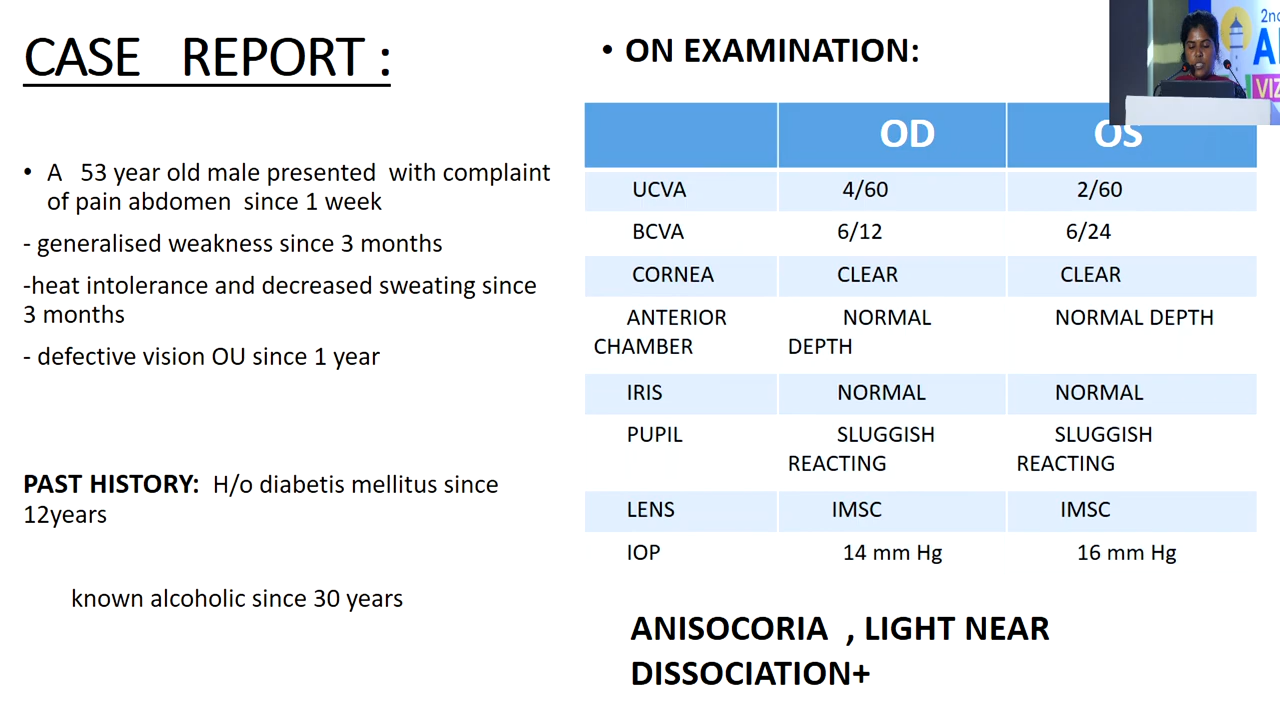 CASE REPORT :
• A 53 year old male presented with complaint
of pain abdomen since 1 week
- generalised weakness since 3 months
-heat intolerance and decreased sweating since
3 months
- defective vision OU since 1 year
PAST HISTORY: H/o diabetis mellitus since
12years
known alcoholic since 30 years
• ON EXAMINATION:
OD OS
UCVA 4/60 2/60
BCVA 6/12 6/24
CORNEA CLEAR CLEAR
ANTERIOR NORMAL NORMAL DEPTH
CHAMBER DEPTH
IRIS NORMAL NORMAL
PUPIL SLUGGISH SLUGGISH
REACTING REACTING
LENS IMSC IMSC
IOP 14 mm Hg 16 mm Hg
ANISOCORIA , LIGHT NEAR
DISSOCIATION+